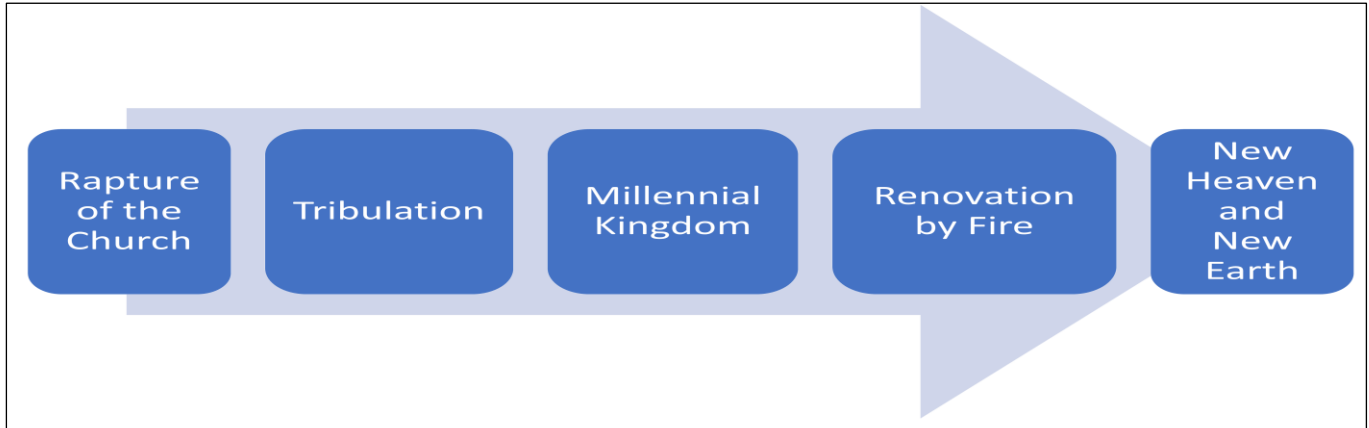 Rapture
of the
Church
Tribulation
Millennial
Kingdom
Renovation
by Fire
New
Heaven
and
New
Earth